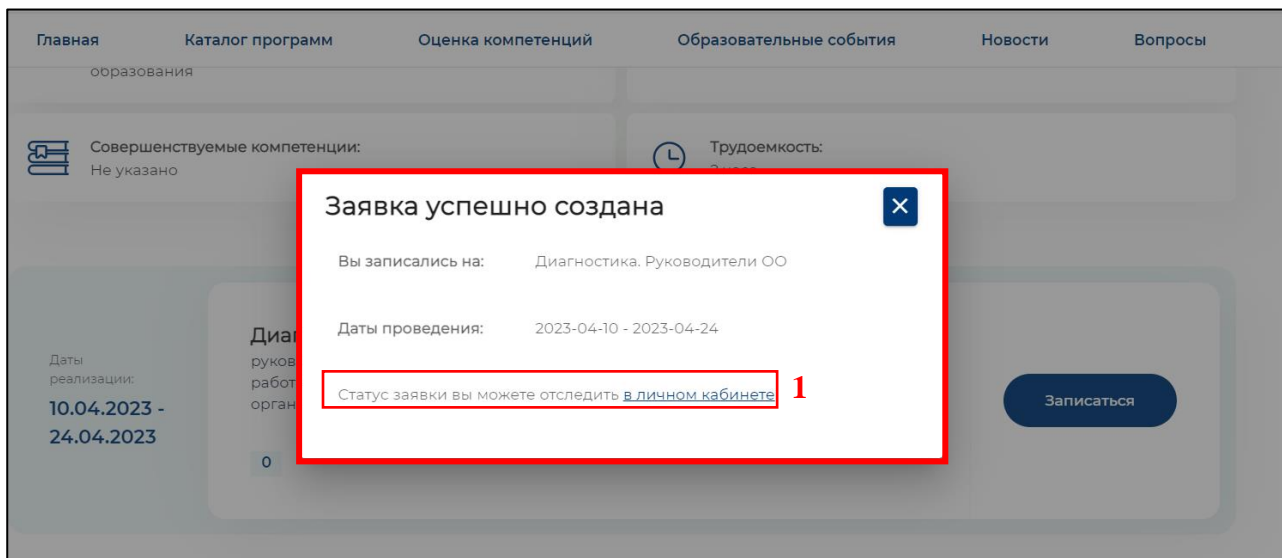 Главная Каталог программ Оценка компетенций Образовательные события Новости Вопросы
образования
Совершенствуемые компетенции:
Не указано
Трудоемкость:
Заявка успешно создана
Вы записались на: Диагностика. Руководители ОО
Даты проведения: 2023-04-10 - 2023-04-24
Статус заявки вы можете отследить в личном кабинете 1
Даты
реализации:
10.04.2023 -
24.04.2023
0
Записаться